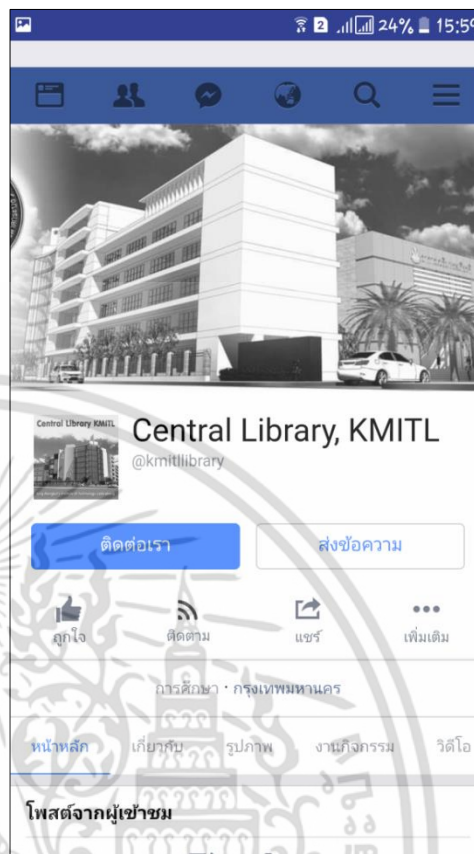 2 24% 15:59
Central Library KMITL
Central Library, KMITL
@kmitllibrary
ติดต่อเรา ส่งข้อความ
ถูกใจ ติดตาม แชร์ เพิ่มเติม
การศึกษา · กรุงเทพมหานคร
หน้าหลัก เกี่ยวกับ รูปภาพ งานกิจกรรม วิดีโอ
โพสต์จากผู้เข้าชม